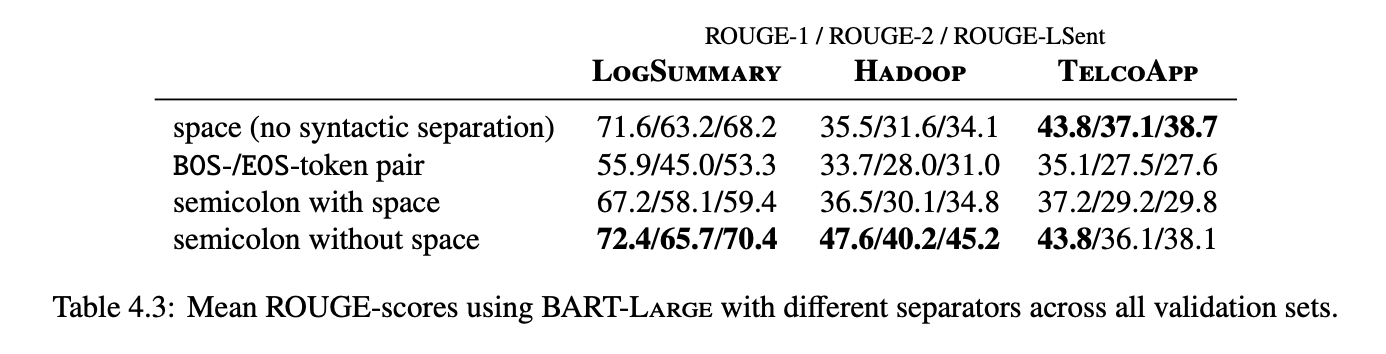 ROUGE-1 / ROUGE-2 / ROUGE-LSent
LogSummary Hadoop TelcoApp
space (no syntactic separation) 71.6/63.2/68.2 35.5/31.6/34.1 43.8/37.1/38.7
BOS-/EOS-token pair 55.9/45.0/53.3 33.7/28.0/31.0 35.1/27.5/27.6
semicolon with space 67.2/58.1/59.4 36.5/30.1/34.8 37.2/29.2/29.8
semicolon without space 72.4/65.7/70.4 47.6/40.2/45.2 43.8/36.1/38.1
Table 4.3: Mean ROUGE-scores using BART-Large with different separators across all validation sets.